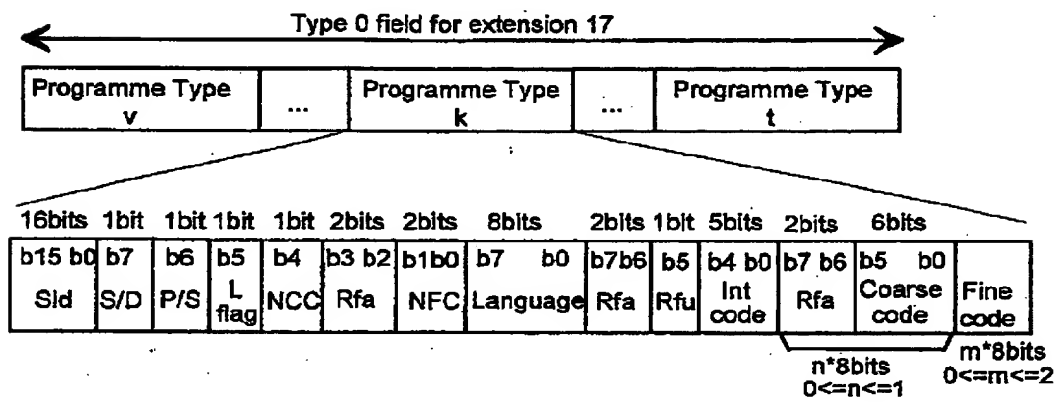 Type 0 field for extension 17
Programme Type ... Programme Type ... Programme Type
v k t
16bits 1bit 1bit 1bit 1bit 2bits 2bits 8bits 2bits 1bit 5bits 2bits 6bits
b15 b0 b7 b6 b5 b4 b3 b2 b1b0 b7 b0 b7b6 b5 b4 b0 b7 b6 b5 b0
SId S/D P/S L flag NCC Rfa NFC Language Rfa Rfu Int code Rfa Coarse code Fine code
n*8bits
0<=n<=1
m*8bits
0<=m<=2